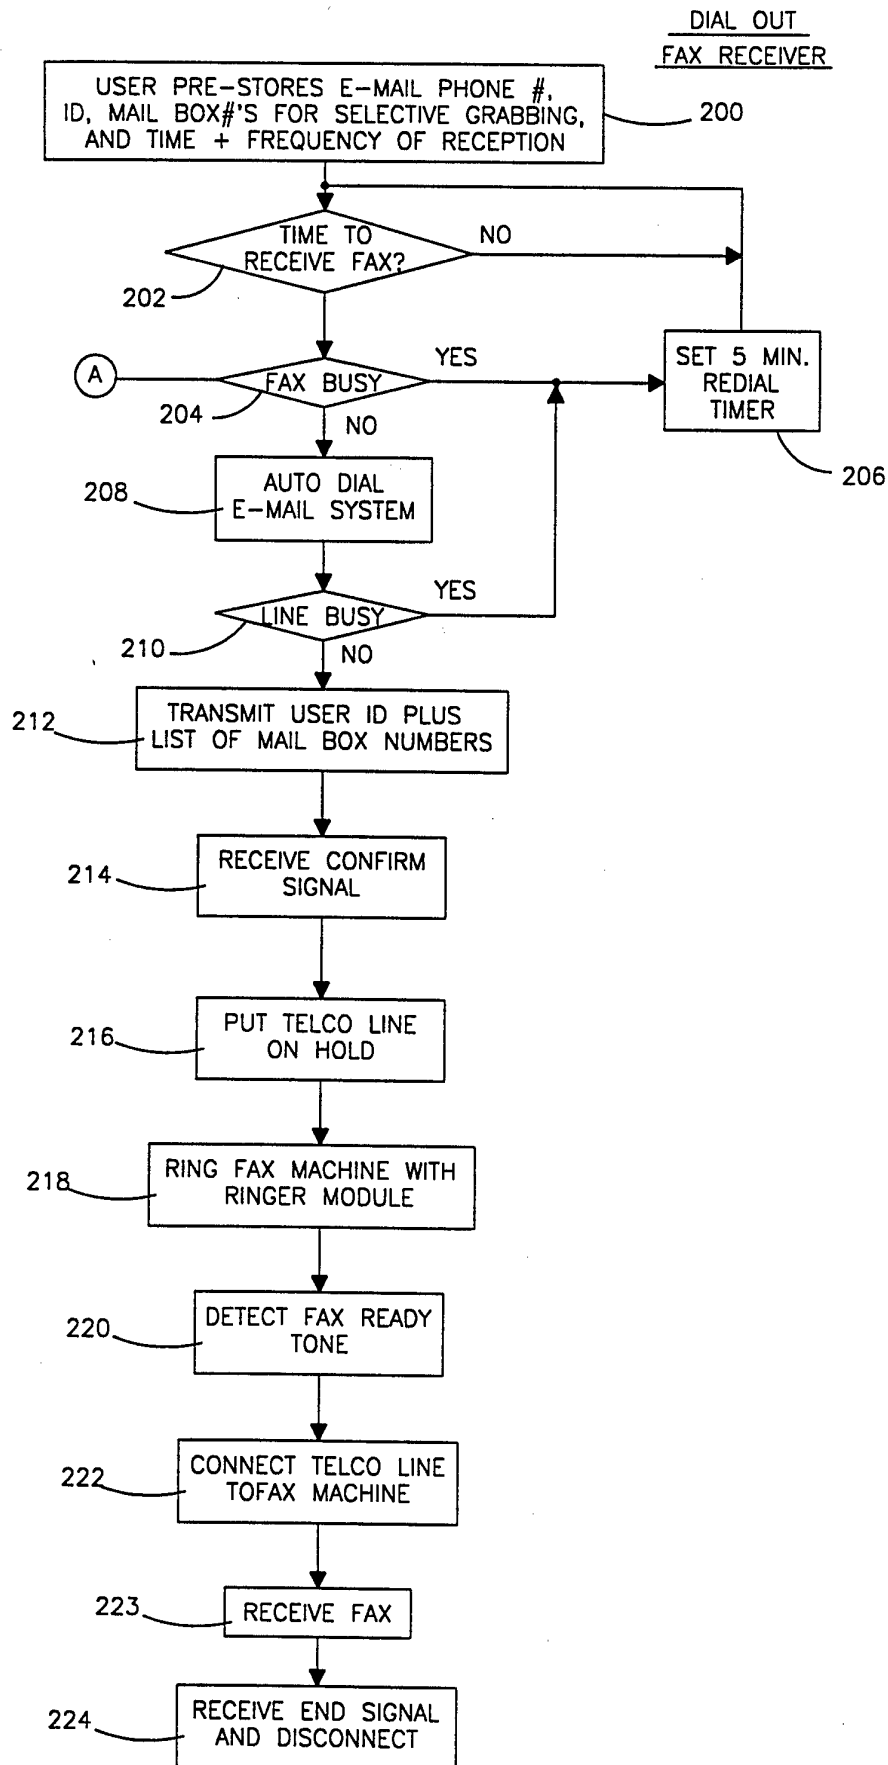 DIAL OUT
FAX RECEIVER
USER PRE-STORES E-MAIL PHONE #,
ID, MAIL BOX#'S FOR SELECTIVE GRABBING,
AND TIME + FREQUENCY OF RECEPTION
200
TIME TO
RECEIVE FAX?
NO
202
A
FAX BUSY
YES
204
NO
SET 5 MIN.
REDIAL
TIMER
206
208
AUTO DIAL
E-MAIL SYSTEM
LINE BUSY
YES
210
NO
212
TRANSMIT USER ID PLUS
LIST OF MAIL BOX NUMBERS
214
RECEIVE CONFIRM
SIGNAL
216
PUT TELCO LINE
ON HOLD
218
RING FAX MACHINE WITH
RINGER MODULE
220
DETECT FAX READY
TONE
222
CONNECT TELCO LINE
TOFAX MACHINE
223
RECEIVE FAX
224
RECEIVE END SIGNAL
AND DISCONNECT